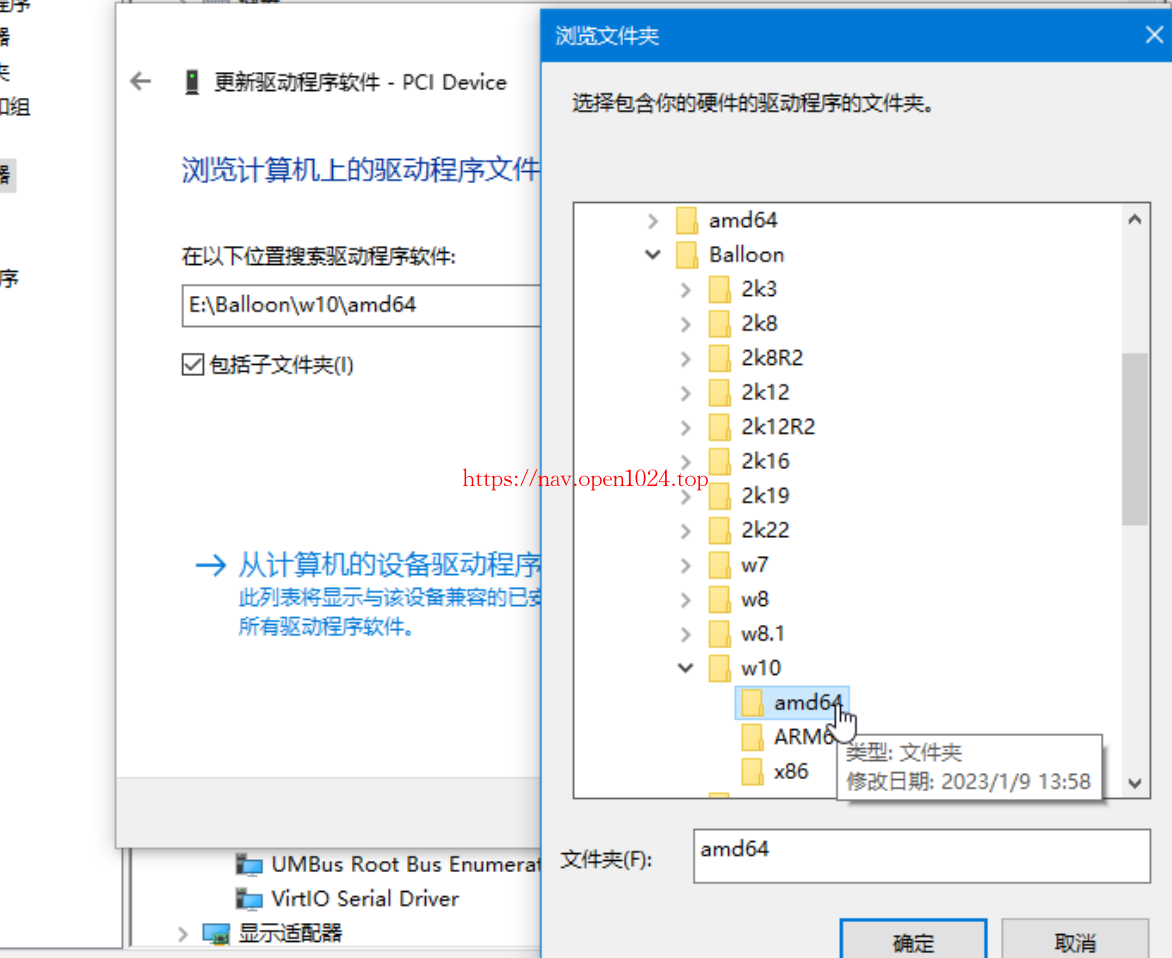 程序
器
夹
和组
器
序
更新驱动程序软件 - PCI Device
浏览计算机上的驱动程序文件
在以下位置搜索驱动程序软件:
E:\Balloon\w10\amd64
包括子文件夹(I)
从计算机的设备驱动程序
此列表将显示与该设备兼容的已安
所有驱动程序软件。
UMBus Root Bus Enumerat
VirtIO Serial Driver
显示适配器
https://nav.open1024.top
浏览文件夹
选择包含你的硬件的驱动程序的文件夹。
amd64
Balloon
2k3
2k8
2k8R2
2k12
2k12R2
2k16
2k19
2k22
w7
w8
w8.1
w10
amd64
ARM6
x86
类型: 文件夹
修改日期: 2023/1/9 13:58
文件夹(F):
amd64
确定
取消